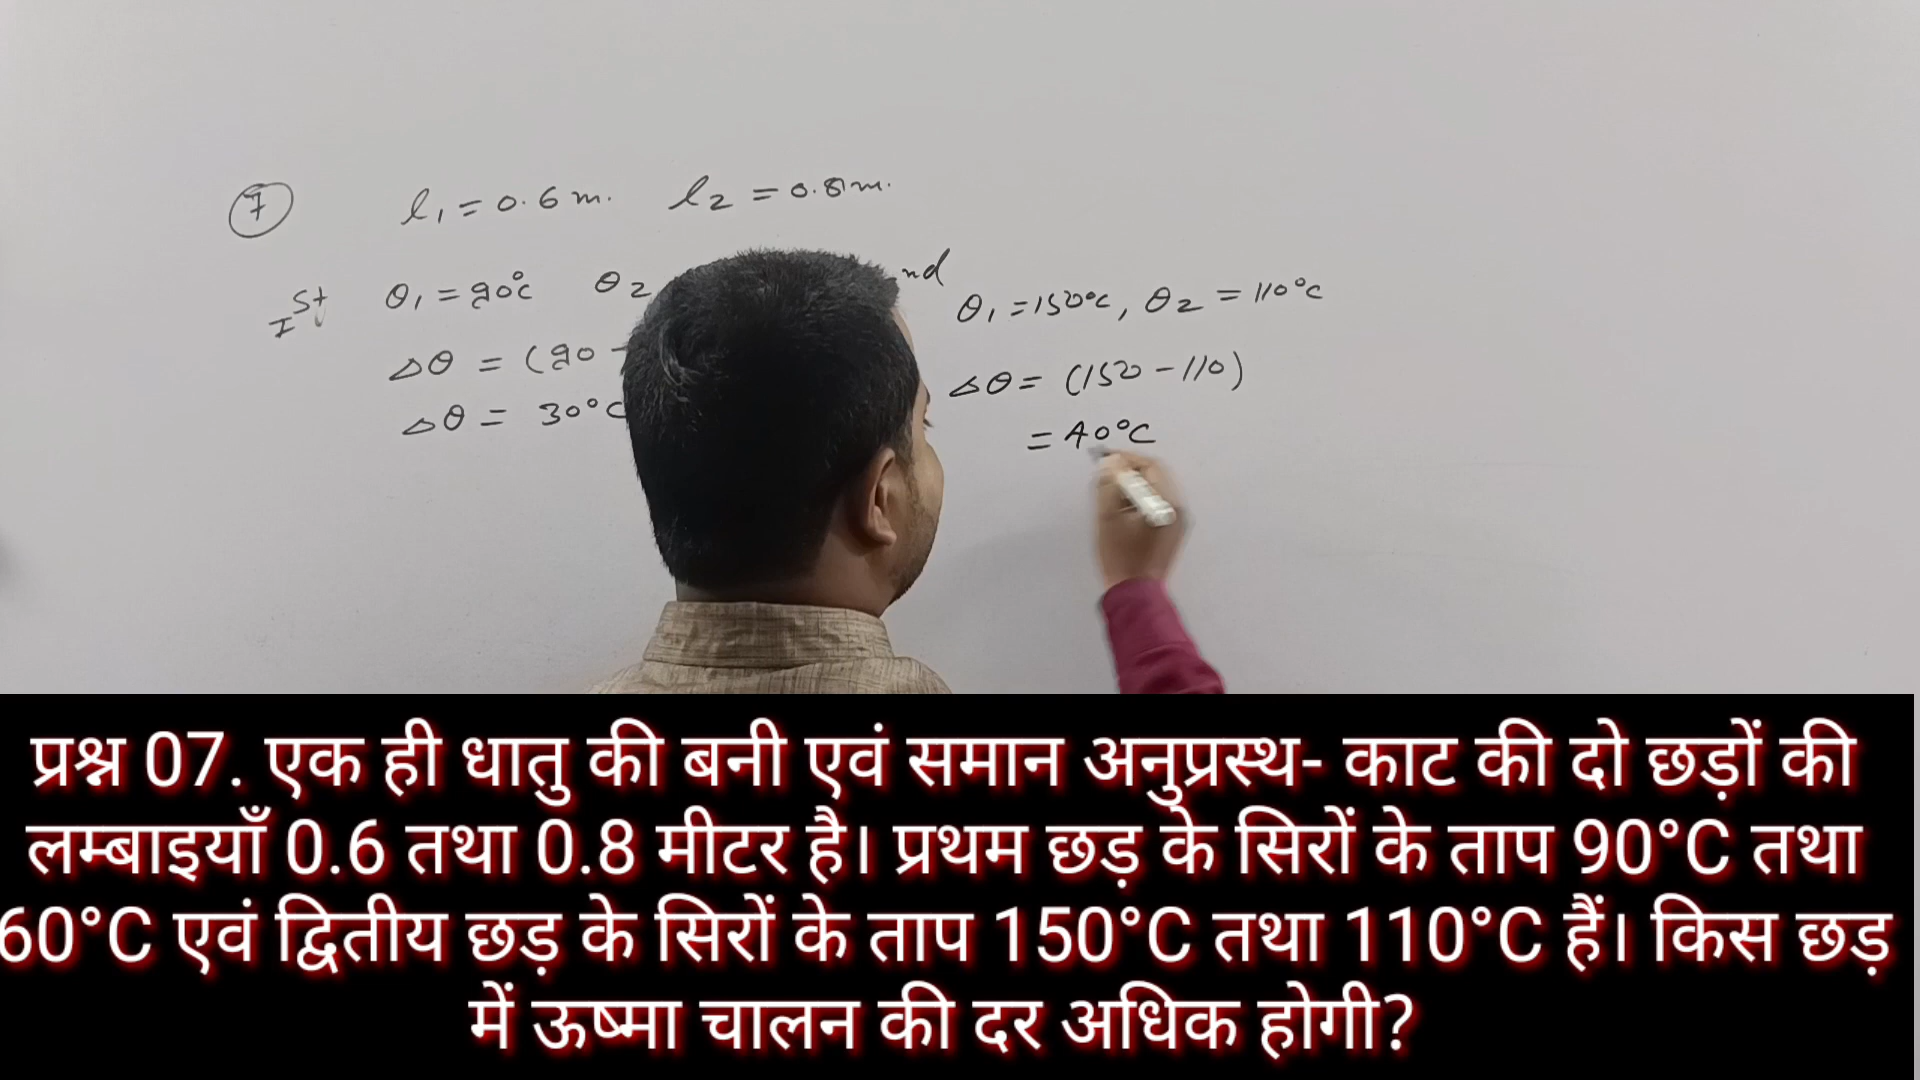 7 l₁ = 0.6 m. l₂ = 0.8 m.
Ist θ₁ = 90°c θ₂ nd θ₁ = 150°c, θ₂ = 110°c
Δθ = (90 - Δθ = (150 - 110)
Δθ = 30°C = 40°C
प्रश्न 07. एक ही धातु की बनी एवं समान अनुप्रस्थ- काट की दो छड़ों की
लम्बाइयाँ 0.6 तथा 0.8 मीटर है। प्रथम छड़ के सिरों के ताप 90°C तथा
60°C एवं द्वितीय छड़ के सिरों के ताप 150°C तथा 110°C हैं। किस छड़
में ऊष्मा चालन की दर अधिक होगी?